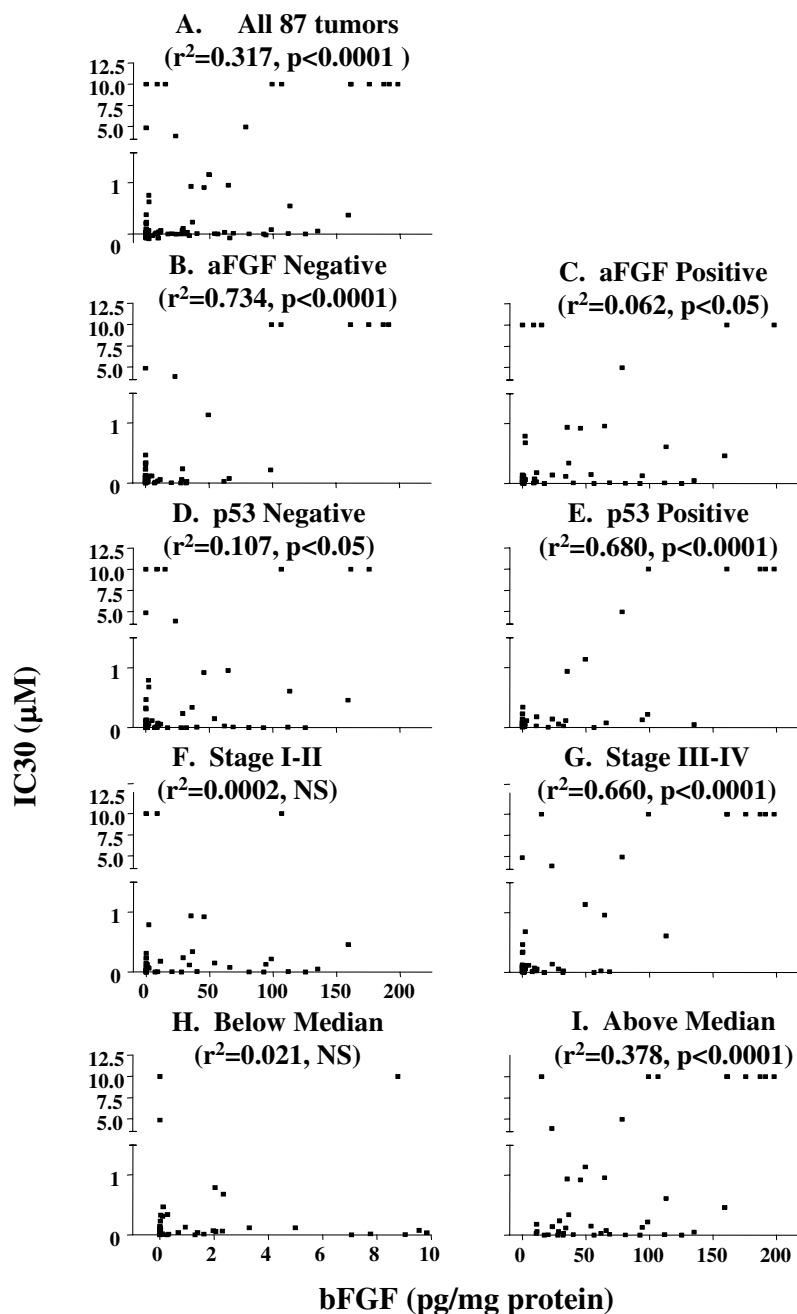 A. All 87 tumors
(r²=0.317, p<0.0001 )
12.5
10.0
7.5
5.0
1
0
0 50 100 150 200
B. aFGF Negative
(r²=0.734, p<0.0001)
12.5
10.0
7.5
5.0
1
0
C. aFGF Positive
(r²=0.062, p<0.05)
D. p53 Negative
(r²=0.107, p<0.05)
12.5
10.0
7.5
5.0
1
0
E. p53 Positive
(r²=0.680, p<0.0001)
F. Stage I-II
(r²=0.0002, NS)
12.5
10.0
7.5
5.0
1
0
0 50 100 150 200
G. Stage III-IV
(r²=0.660, p<0.0001)
H. Below Median
(r²=0.021, NS)
12.5
10.0
7.5
5.0
1
0
0 2 4 6 8 10
I. Above Median
(r²=0.378, p<0.0001)
0 50 100 150 200
IC30 (μM)
bFGF (pg/mg protein)